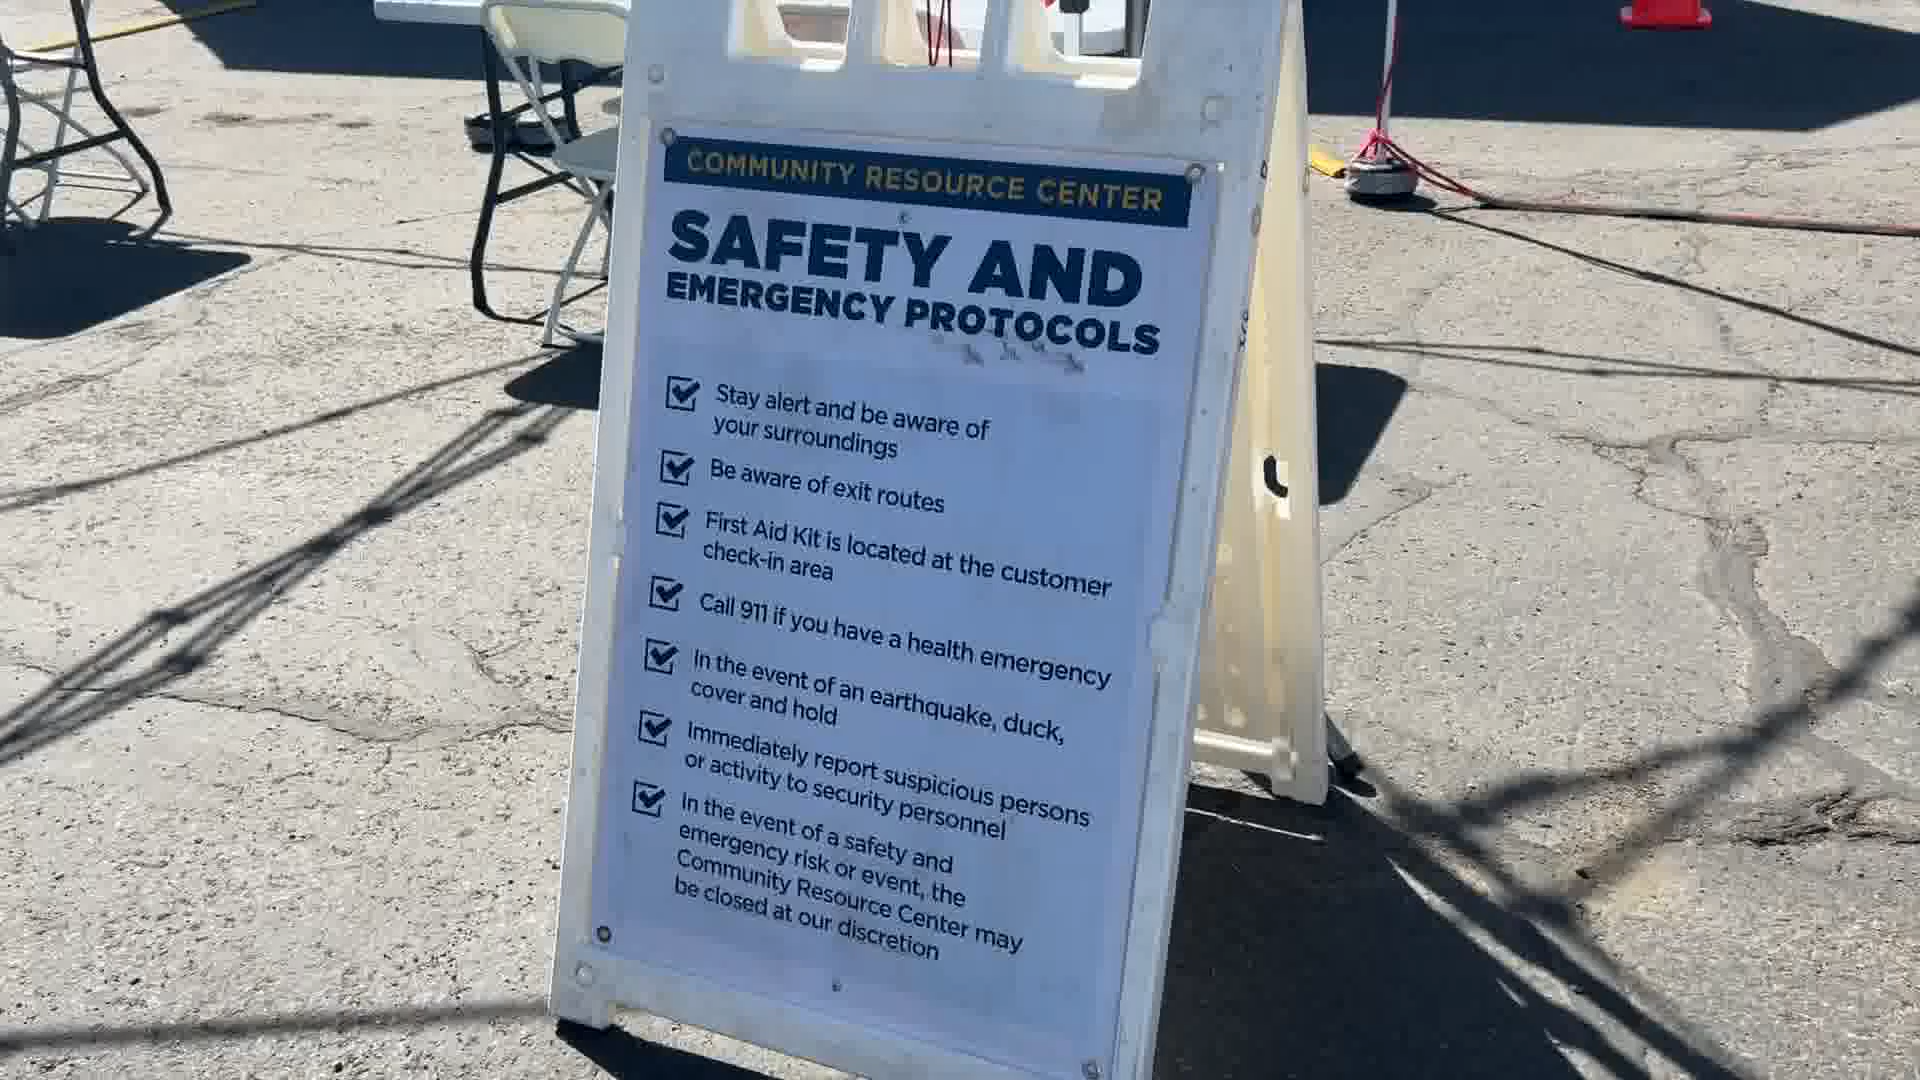 COMMUNITY RESOURCE CENTER
SAFETY AND
EMERGENCY PROTOCOLS
Stay alert and be aware of
your surroundings
Be aware of exit routes
First Aid Kit is located at the customer
check-in area
Call 911 if you have a health emergency
In the event of an earthquake, duck,
cover and hold
Immediately report suspicious persons
or activity to security personnel
In the event of a safety and
emergency risk or event, the
Community Resource Center may
be closed at our discretion